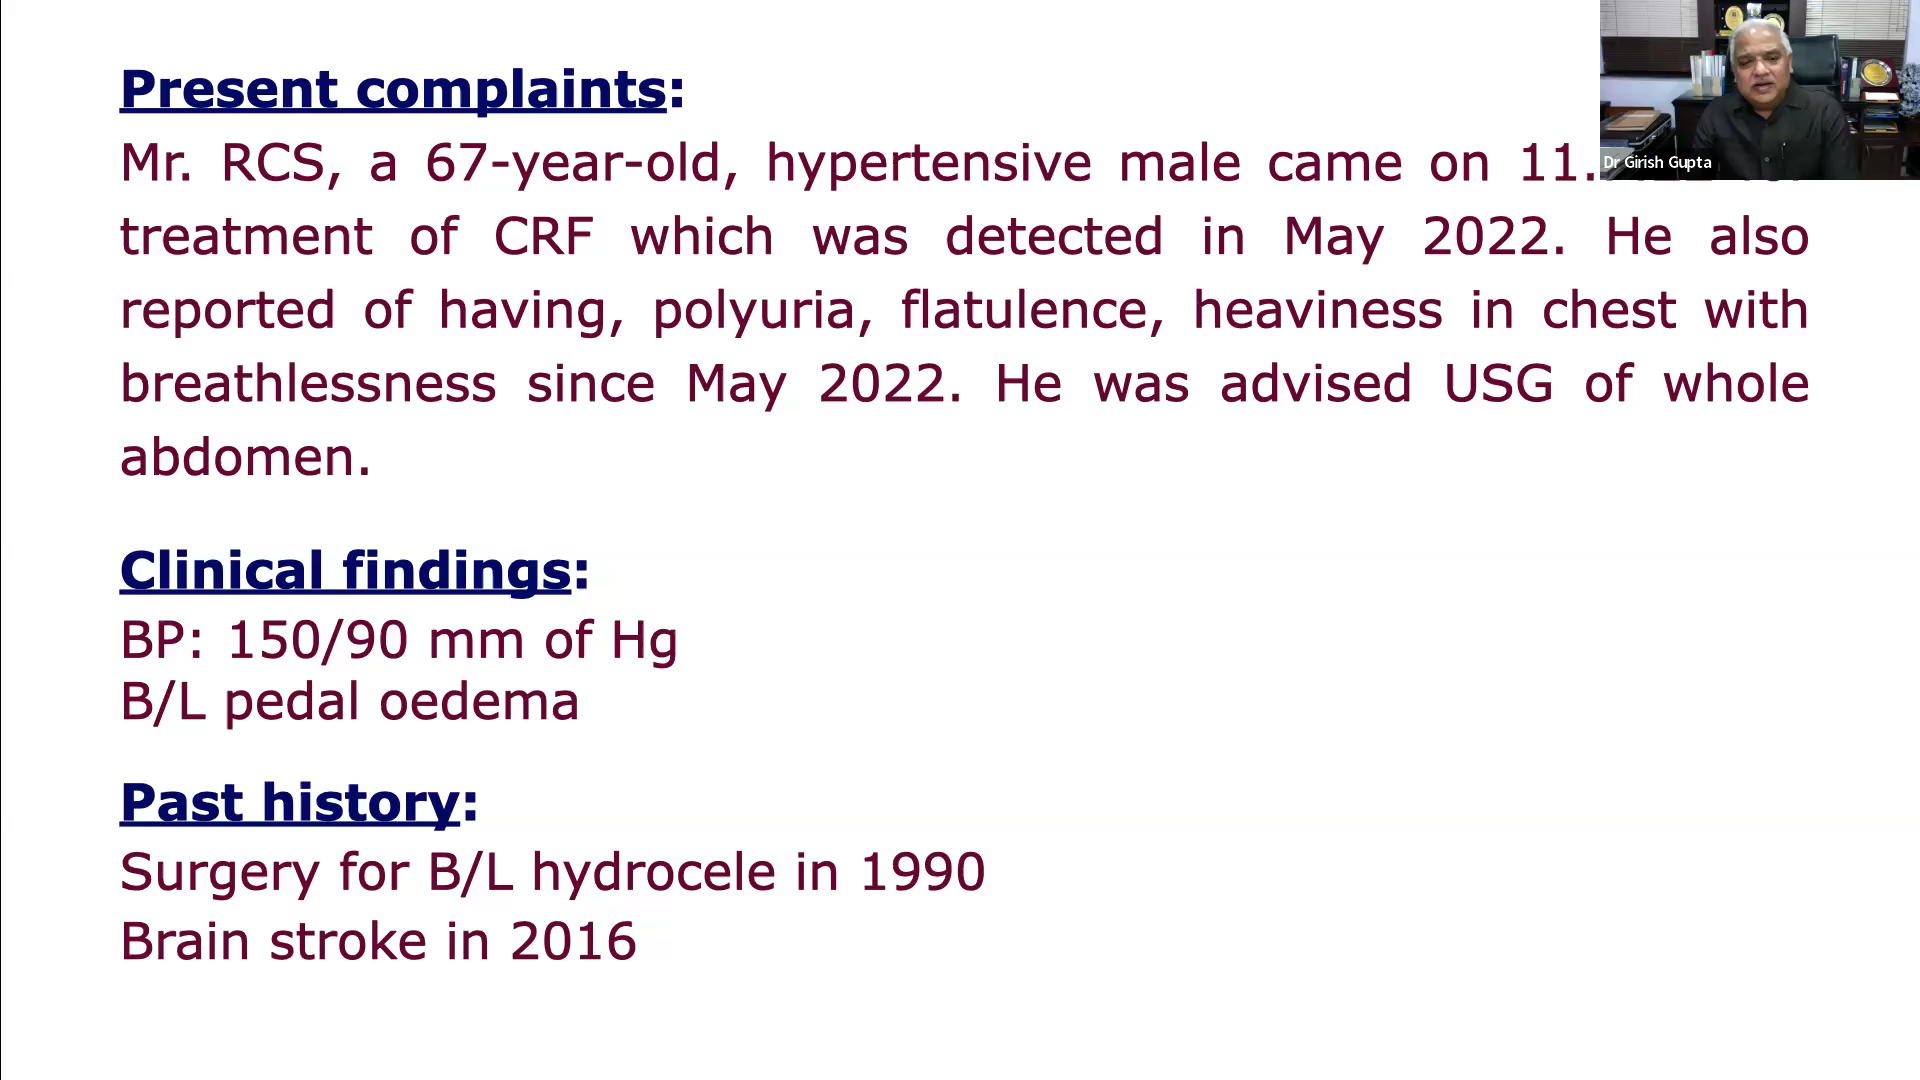 Present complaints:
Mr. RCS, a 67-year-old, hypertensive male came on 11.
Dr Girish Gupta
treatment of CRF which was detected in May 2022. He also
reported of having, polyuria, flatulence, heaviness in chest with
breathlessness since May 2022. He was advised USG of whole
abdomen.
Clinical findings:
BP: 150/90 mm of Hg
B/L pedal oedema
Past history:
Surgery for B/L hydrocele in 1990
Brain stroke in 2016